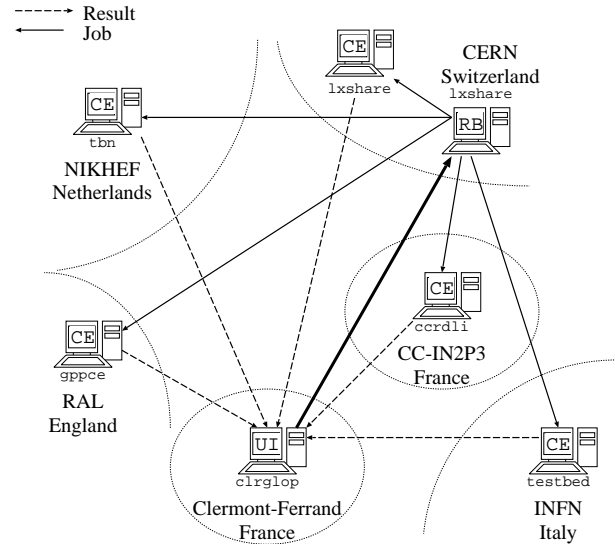 Result
Job
CE
lxshare
CERN
Switzerland
lxshare
RB
CE
tbn
NIKHEF
Netherlands
CE
ccrdli
CC-IN2P3
France
CE
gppce
RAL
England
UI
clrglop
Clermont-Ferrand
France
CE
testbed
INFN
Italy